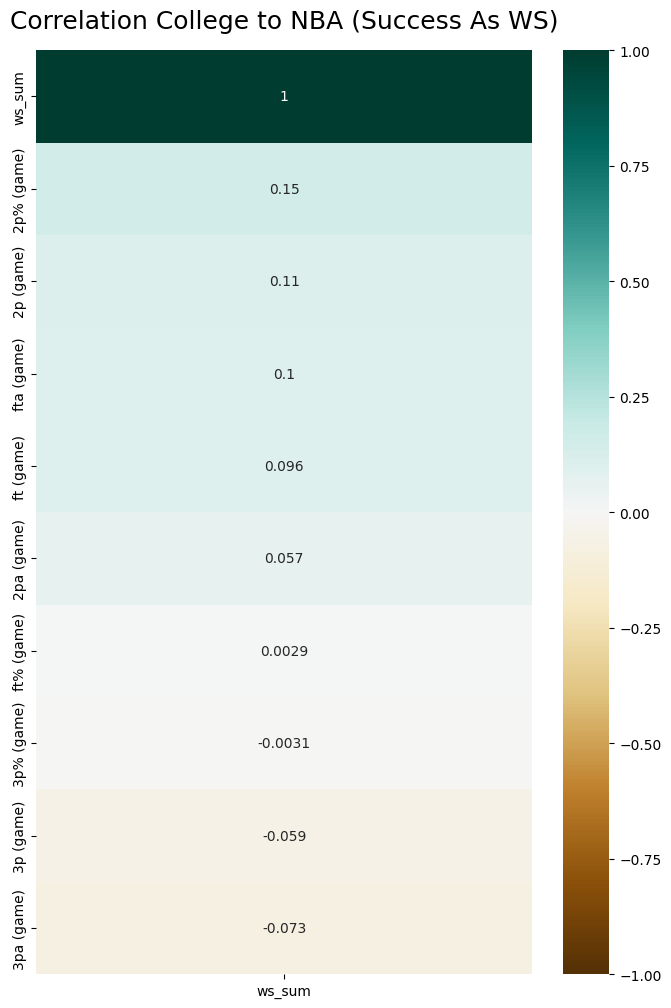 Correlation College to NBA (Success As WS)
ws_sum
1
2p% (game)
0.15
2p (game)
0.11
fta (game)
0.1
ft (game)
0.096
2pa (game)
0.057
ft% (game)
0.0029
3p% (game)
-0.0031
3p (game)
-0.059
3pa (game)
-0.073
ws_sum
1.00
0.75
0.50
0.25
0.00
−0.25
−0.50
−0.75
−1.00